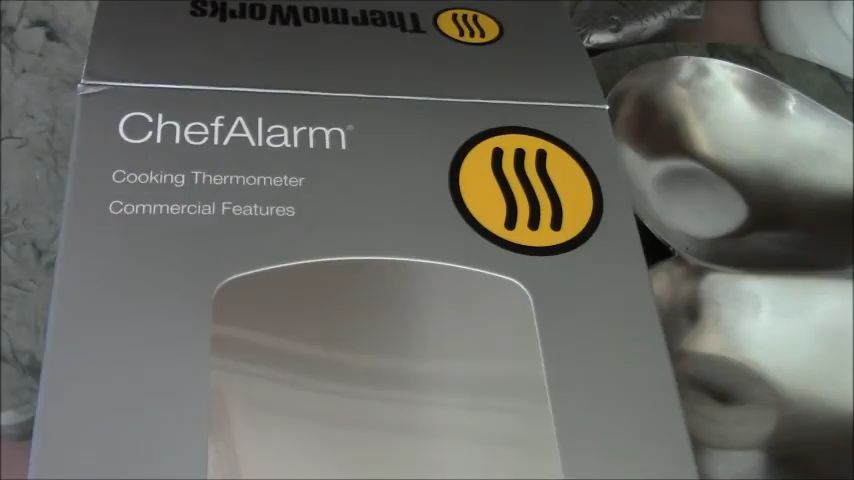 ThermoWorks
ChefAlarm®
Cooking Thermometer
Commercial Features